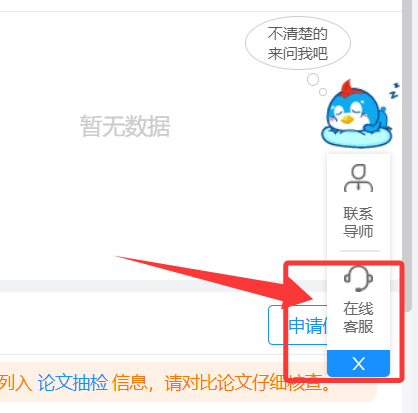 不清楚的
来问我吧
暂无数据
联系
导师
在线
客服
申请
X
列入 论文抽检 信息，请对比论文仔细核查。